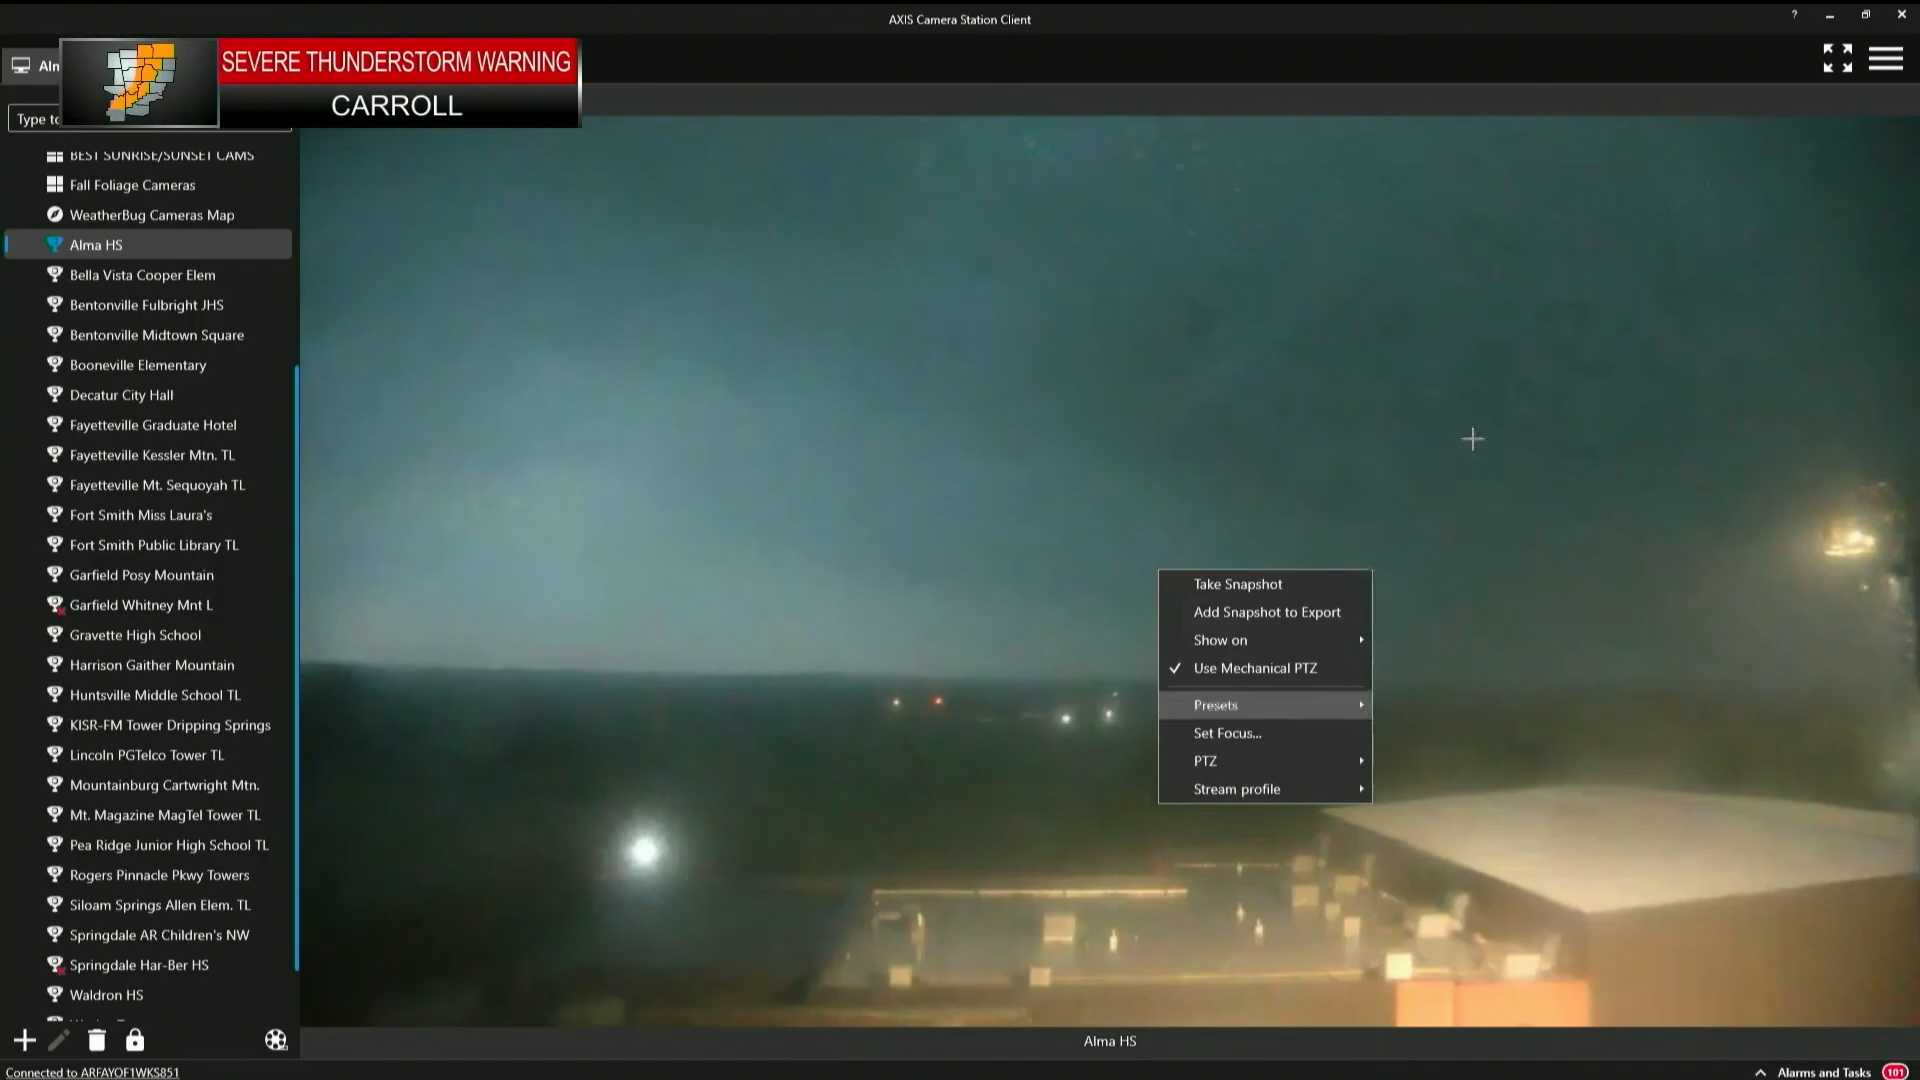 AXIS Camera Station Client
?
Aln
SEVERE THUNDERSTORM WARNING
CARROLL
Type to
BEST SUNRISE/SUNSET CAMS
Fall Foliage Cameras
WeatherBug Cameras Map
Alma HS
Bella Vista Cooper Elem
Bentonville Fulbright JHS
Bentonville Midtown Square
Booneville Elementary
Decatur City Hall
Fayetteville Graduate Hotel
Fayetteville Kessler Mtn. TL
Fayetteville Mt. Sequoyah TL
Fort Smith Miss Laura's
Fort Smith Public Library TL
Garfield Posy Mountain
Garfield Whitney Mnt L
Gravette High School
Harrison Gaither Mountain
Huntsville Middle School TL
KISR-FM Tower Dripping Springs
Lincoln PGTelco Tower TL
Mountainburg Cartwright Mtn.
Mt. Magazine MagTel Tower TL
Pea Ridge Junior High School TL
Rogers Pinnacle Pkwy Towers
Siloam Springs Allen Elem. TL
Springdale AR Children's NW
Springdale Har-Ber HS
Waldron HS
Take Snapshot
Add Snapshot to Export
Show on
Use Mechanical PTZ
Presets
Set Focus...
PTZ
Stream profile
Alma HS
Connected to ARFAYOF1WKS851
Alarms and Tasks 101